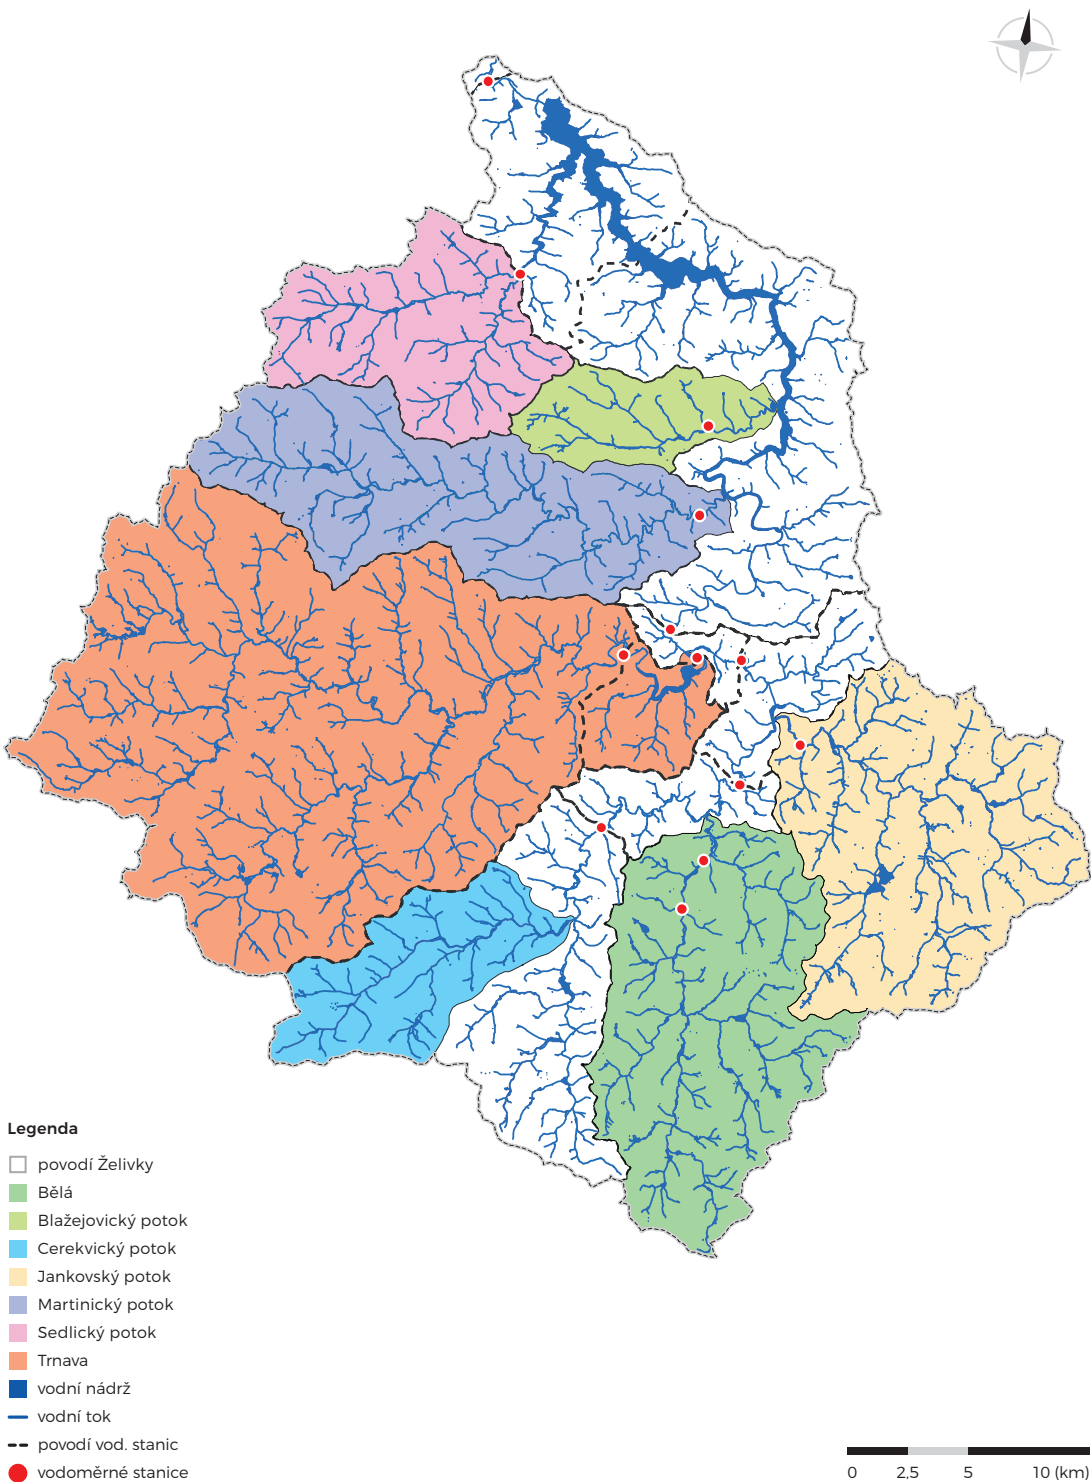 Legenda
povodí Želivky
Bělá
Blažejovický potok
Cerekvický potok
Jankovský potok
Martinický potok
Sedlický potok
Trnava
vodní nádrž
vodní tok
povodí vod. stanic
vodoměrné stanice
0 2,5 5 10 (km)